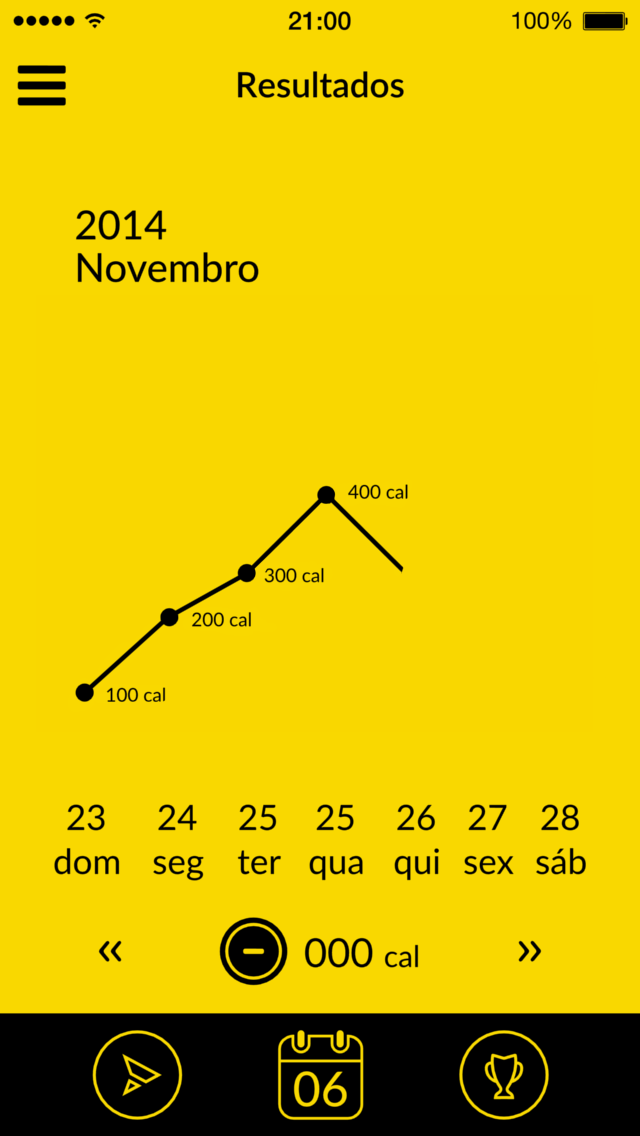 21:00 100%
Resultados
2014
Novembro
400 cal
300 cal
200 cal
100 cal
23 24 25 25 26 27 28
dom seg ter qua qui sex sáb
« 000 cal »
06